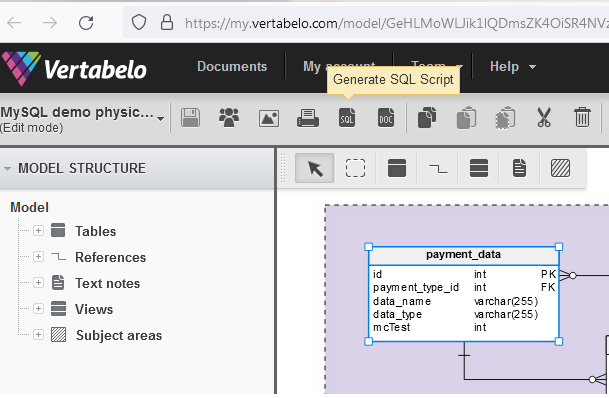 https://my.vertabelo.com/model/GeHLMoWLJik1lQDmsZK4OiSR4NVz
Vertabelo Documents My account Team Help
Generate SQL Script
MySQL demo physic...
(Edit mode)
SQL DOC
MODEL STRUCTURE
Model
Tables
References
Text notes
Views
Subject areas
payment_data
id int PK
payment_type_id int FK
data_name varchar(255)
data_type varchar(255)
mcTest int